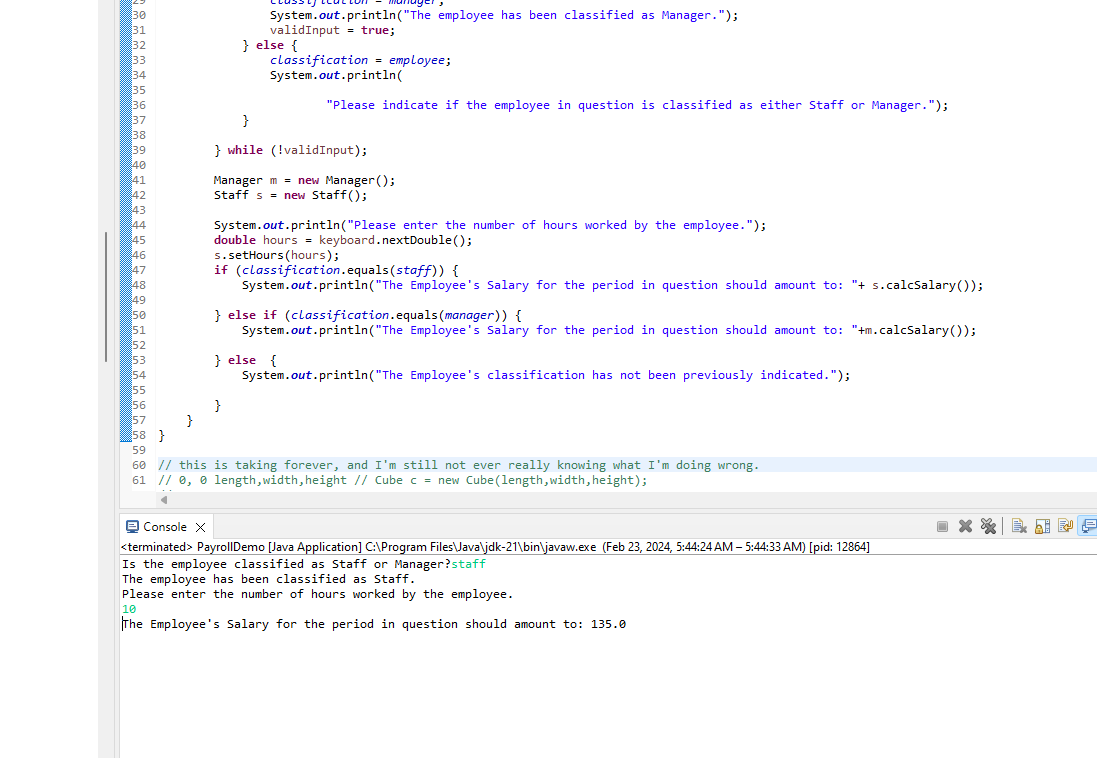 29 classification = manager;
30 System.out.println("The employee has been classified as Manager.");
31 validInput = true;
32 } else {
33 classification = employee;
34 System.out.println(
35
36 "Please indicate if the employee in question is classified as either Staff or Manager.");
37 }
38
39 } while (!validInput);
40
41 Manager m = new Manager();
42 Staff s = new Staff();
43
44 System.out.println("Please enter the number of hours worked by the employee.");
45 double hours = keyboard.nextDouble();
46 s.setHours(hours);
47 if (classification.equals(staff)) {
48 System.out.println("The Employee's Salary for the period in question should amount to: "+ s.calcSalary());
49
50 } else if (classification.equals(manager)) {
51 System.out.println("The Employee's Salary for the period in question should amount to: "+m.calcSalary());
52
53 } else {
54 System.out.println("The Employee's classification has not been previously indicated.");
55
56 }
57 }
58 }
59
60 // this is taking forever, and I'm still not ever really knowing what I'm doing wrong.
61 // 0, 0 length,width,height // Cube c = new Cube(length,width,height);
Console
<terminated> PayrollDemo [Java Application] C:\Program Files\Java\jdk-21\bin\javaw.exe (Feb 23, 2024, 5:44:24 AM – 5:44:33 AM) [pid: 12864]
Is the employee classified as Staff or Manager?staff
The employee has been classified as Staff.
Please enter the number of hours worked by the employee.
10
The Employee's Salary for the period in question should amount to: 135.0